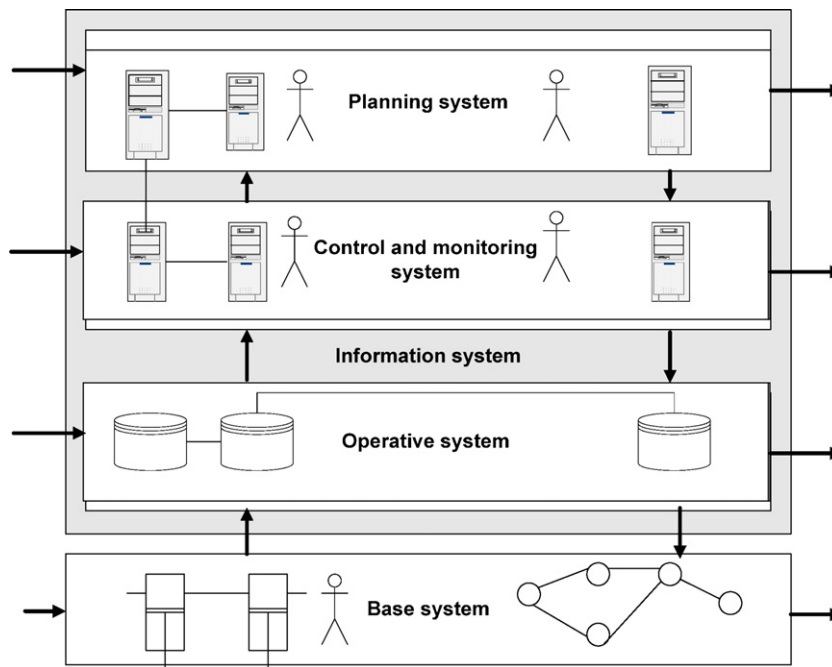 Planning system
Control and monitoring
system
Information system
Operative system
Base system